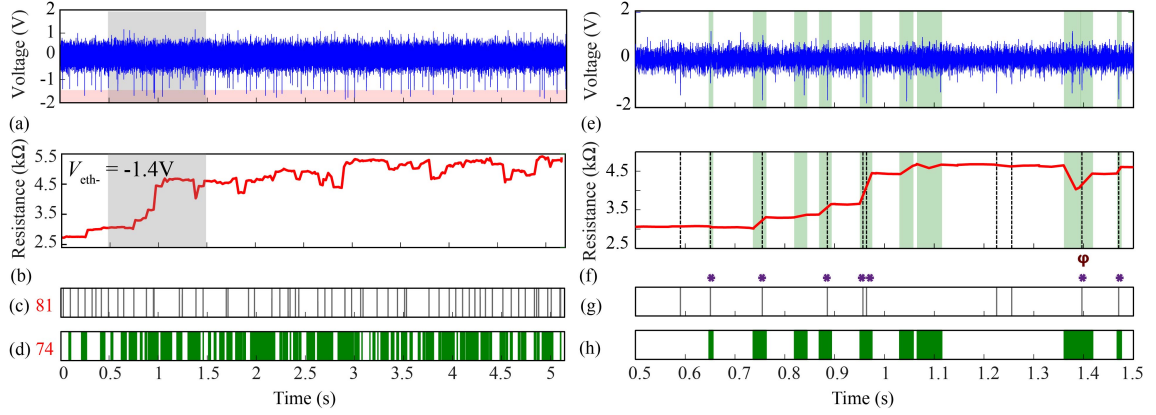 2
1
0
-1
-2
Voltage (V)
(a)
2
0
-2
Voltage (V)
(e)
5.5
4.5
3.5
2.5
Resistance (kΩ)
V_eth- = -1.4V
(b)
4.5
3.5
2.5
Resistance (kΩ)
(f)
φ
* * * ** * *
(c) 81
(g)
(d) 74
(h)
0 0.5 1 1.5 2 2.5 3 3.5 4 4.5 5
Time (s)
0.5 0.6 0.7 0.8 0.9 1 1.1 1.2 1.3 1.4 1.5
Time (s)